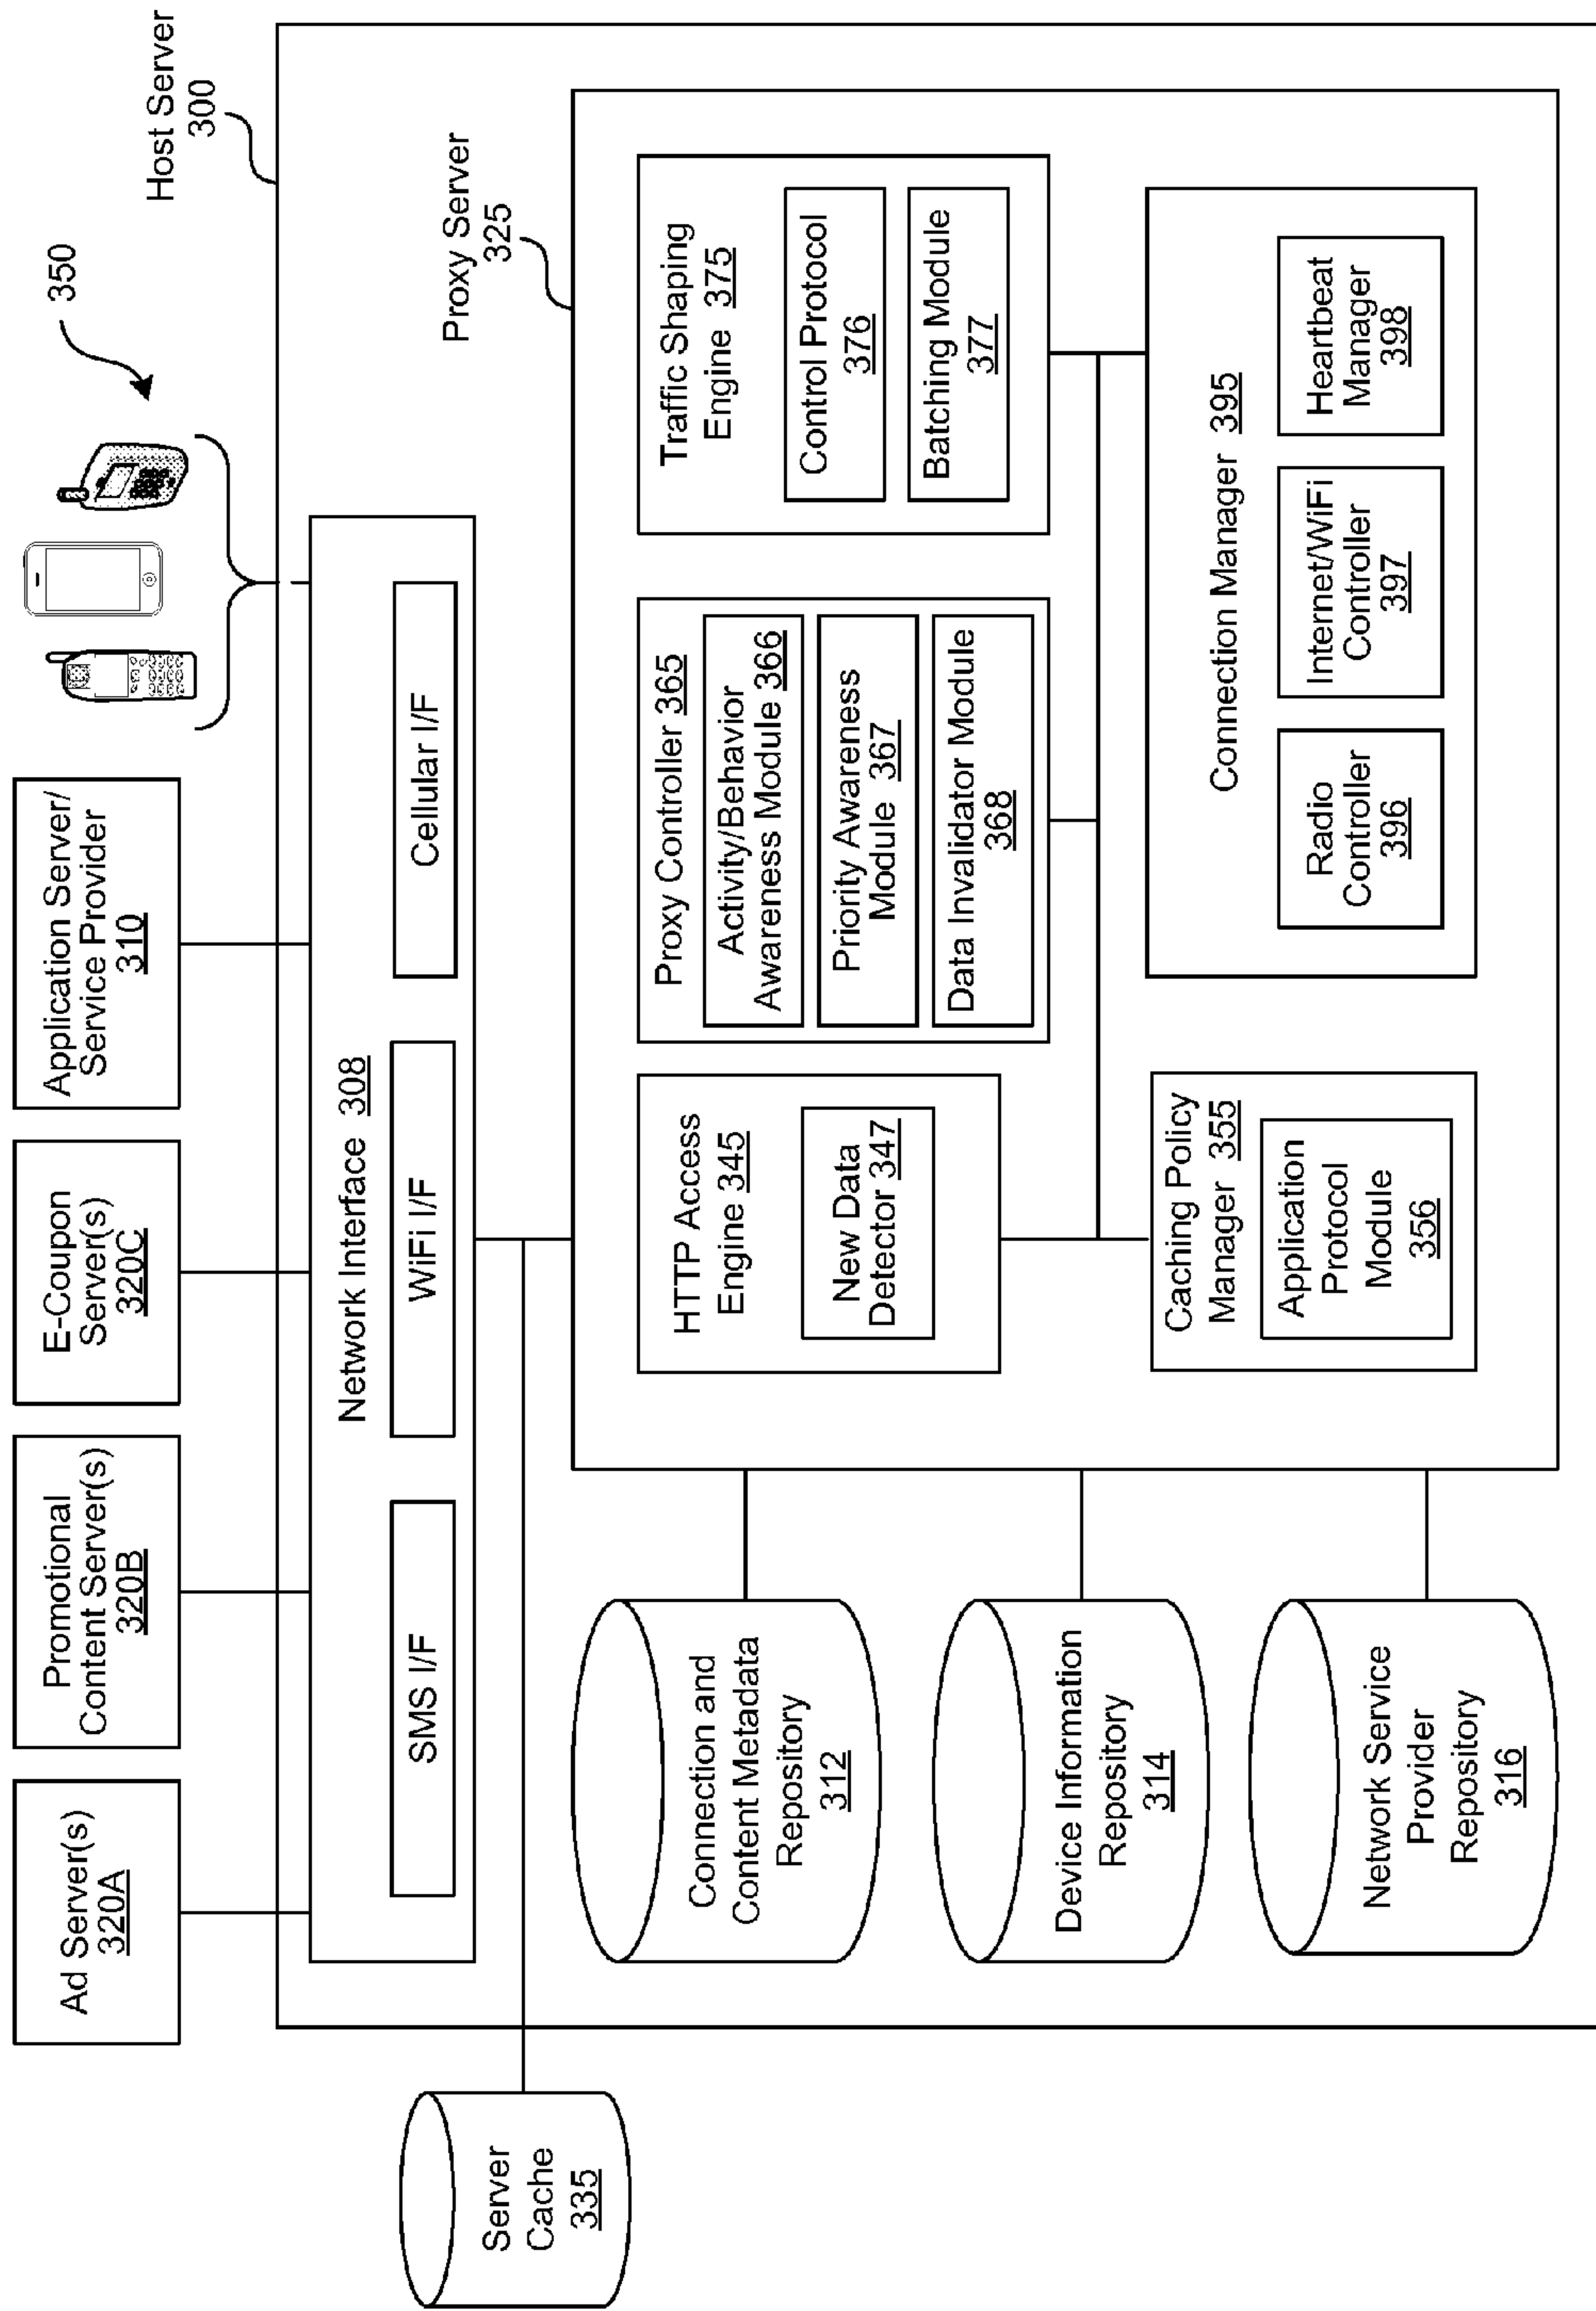 Ad Server(s)
320A
Promotional
Content Server(s)
320B
E-Coupon
Server(s)
320C
Application Server/
Service Provider
310
350
Host Server
300
Server
Cache
335
Network Interface 308
SMS I/F
WiFi I/F
Cellular I/F
Proxy Server
325
Connection and
Content Metadata
Repository
312
Device Information
Repository
314
Network Service
Provider
Repository
316
HTTP Access
Engine 345
New Data
Detector 347
Proxy Controller 365
Activity/Behavior
Awareness Module 366
Priority Awareness
Module 367
Data Invalidator Module
368
Traffic Shaping
Engine 375
Control Protocol
376
Batching Module
377
Caching Policy
Manager 355
Application
Protocol
Module
356
Connection Manager 395
Radio
Controller
396
Internet/WiFi
Controller
397
Heartbeat
Manager
398